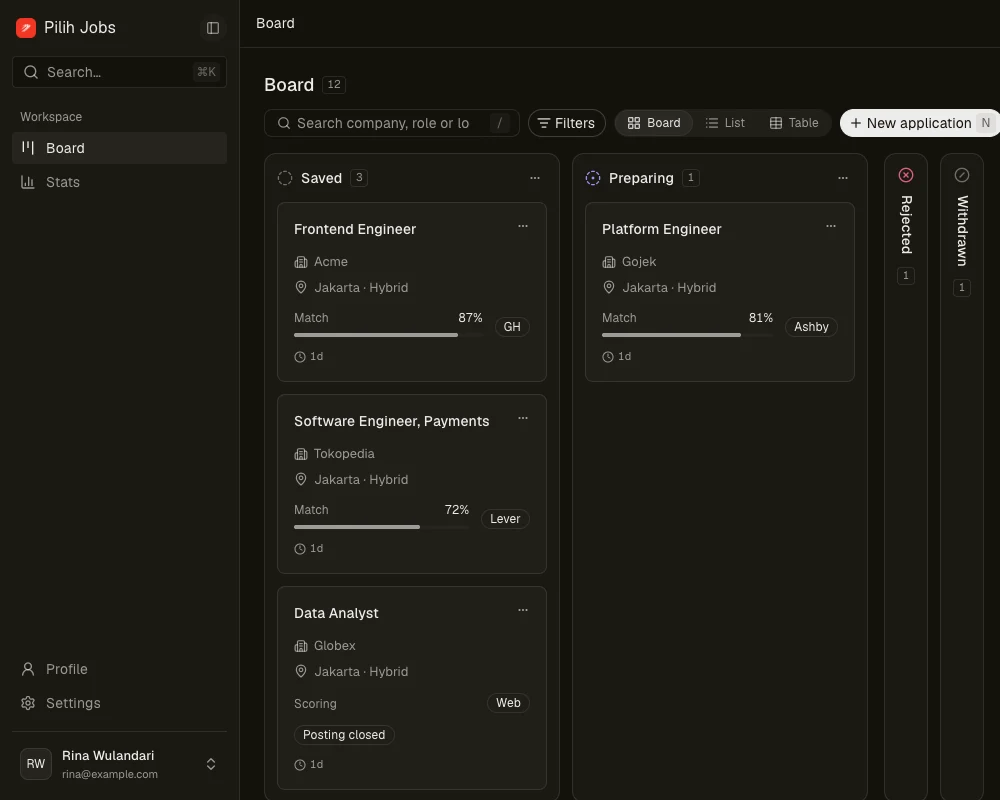 Pilih Jobs
Search...
⌘K
Workspace
Board
Stats
Profile
Settings
RW
Rina Wulandari
rina@example.com
Board
Board 12
Search company, role or lo
/
Filters
Board
List
Table
+ New application N
Saved 3
Frontend Engineer
Acme
Jakarta · Hybrid
Match 87%
GH
1d
Software Engineer, Payments
Tokopedia
Jakarta · Hybrid
Match 72%
Lever
1d
Data Analyst
Globex
Jakarta · Hybrid
Scoring
Web
Posting closed
1d
Preparing 1
Platform Engineer
Gojek
Jakarta · Hybrid
Match 81%
Ashby
1d
Rejected
1
Withdrawn
1